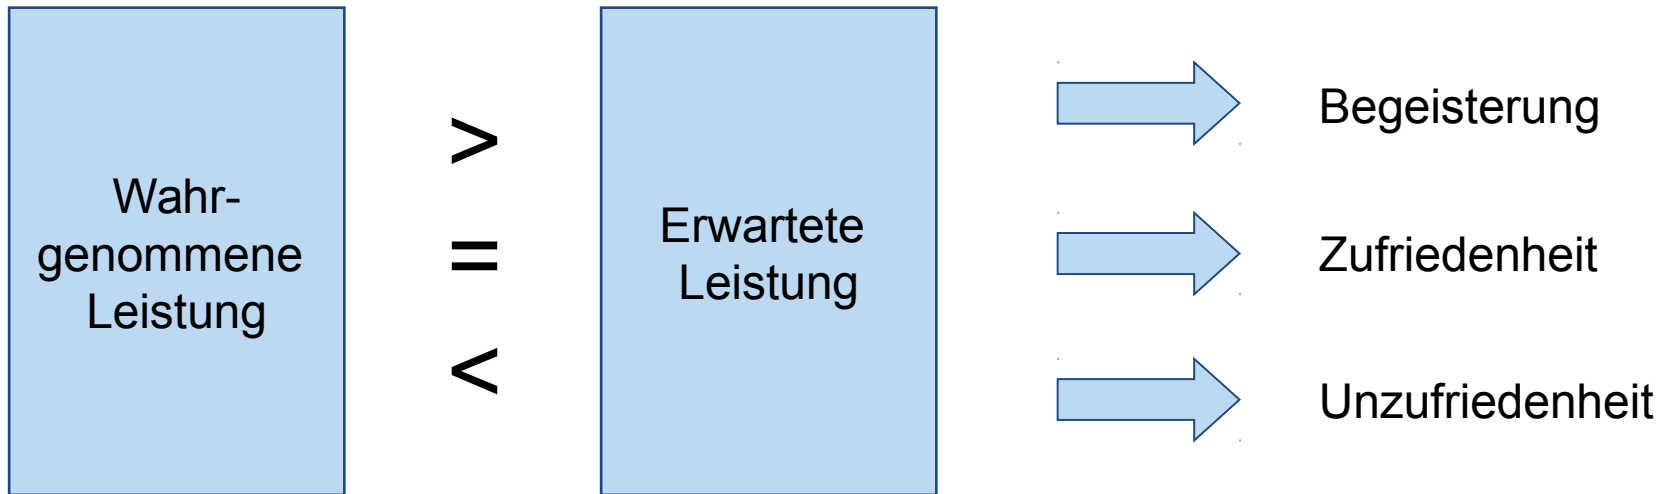 Wahr-
genommene
Leistung
>
=
<
Erwartete
Leistung
Begeisterung
Zufriedenheit
Unzufriedenheit